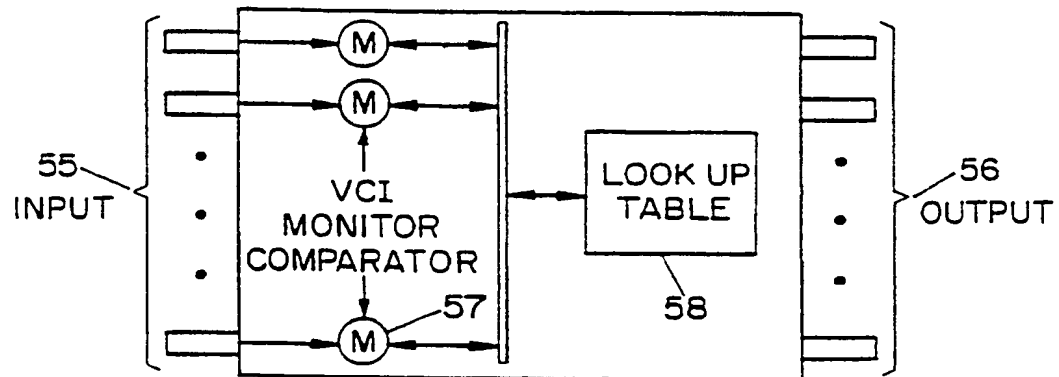 M
M
55
INPUT
VCI
MONITOR
COMPARATOR
LOOK UP
TABLE
56
OUTPUT
57
58
M